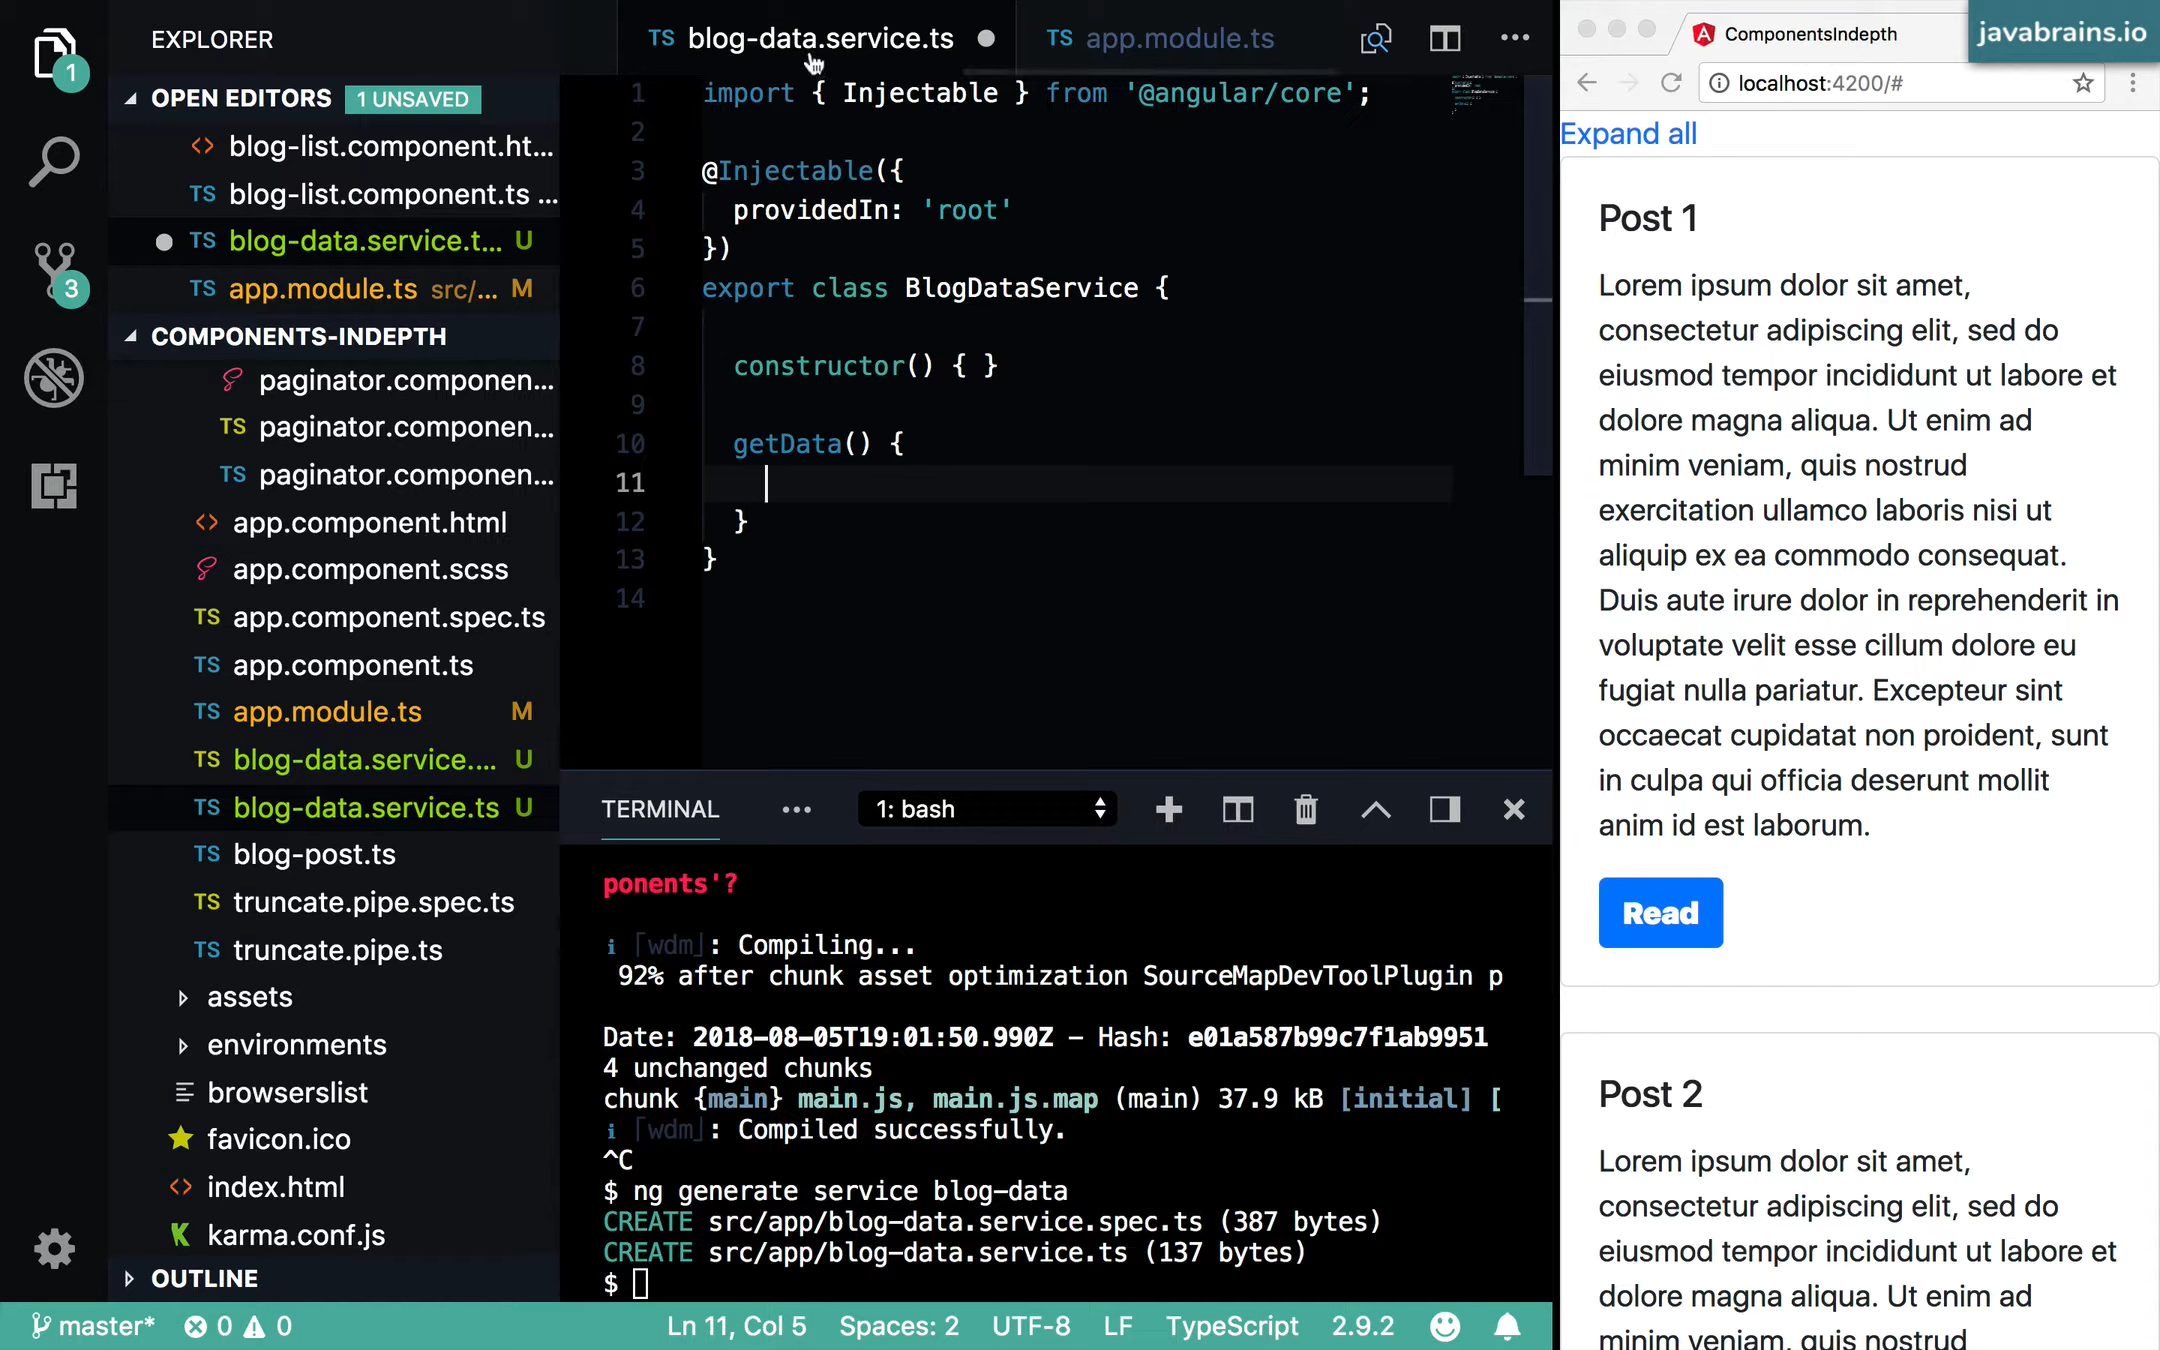 EXPLORER
1
OPEN EDITORS 1 UNSAVED
<> blog-list.component.ht...
TS blog-list.component.ts ...
TS blog-data.service.t... U
TS app.module.ts src/... M
3
COMPONENTS-INDEPTH
paginator.componen...
TS paginator.componen...
TS paginator.componen...
<> app.component.html
app.component.scss
TS app.component.spec.ts
TS app.component.ts
TS app.module.ts M
TS blog-data.service.... U
TS blog-data.service.ts U
TS blog-post.ts
TS truncate.pipe.spec.ts
TS truncate.pipe.ts
assets
environments
browserslist
favicon.ico
<> index.html
K karma.conf.js
OUTLINE
TS blog-data.service.ts
TS app.module.ts
1 import { Injectable } from '@angular/core';
2
3 @Injectable({
4 providedIn: 'root'
5 })
6 export class BlogDataService {
7
8 constructor() { }
9
10 getData() {
11
12 }
13 }
14
TERMINAL ... 1: bash
ponents'?
i ｢wdm｣: Compiling...
92% after chunk asset optimization SourceMapDevToolPlugin p
Date: 2018-08-05T19:01:50.990Z - Hash: e01a587b99c7f1ab9951
4 unchanged chunks
chunk {main} main.js, main.js.map (main) 37.9 kB [initial] [
i ｢wdm｣: Compiled successfully.
^C
$ ng generate service blog-data
CREATE src/app/blog-data.service.spec.ts (387 bytes)
CREATE src/app/blog-data.service.ts (137 bytes)
$
master* 0 0 Ln 11, Col 5 Spaces: 2 UTF-8 LF TypeScript 2.9.2
ComponentsIndepth
javabrains.io
localhost:4200/#
Expand all
Post 1
Lorem ipsum dolor sit amet,
consectetur adipiscing elit, sed do
eiusmod tempor incididunt ut labore et
dolore magna aliqua. Ut enim ad
minim veniam, quis nostrud
exercitation ullamco laboris nisi ut
aliquip ex ea commodo consequat.
Duis aute irure dolor in reprehenderit in
voluptate velit esse cillum dolore eu
fugiat nulla pariatur. Excepteur sint
occaecat cupidatat non proident, sunt
in culpa qui officia deserunt mollit
anim id est laborum.
Read
Post 2
Lorem ipsum dolor sit amet,
consectetur adipiscing elit, sed do
eiusmod tempor incididunt ut labore et
dolore magna aliqua. Ut enim ad
minim veniam, quis nostrud